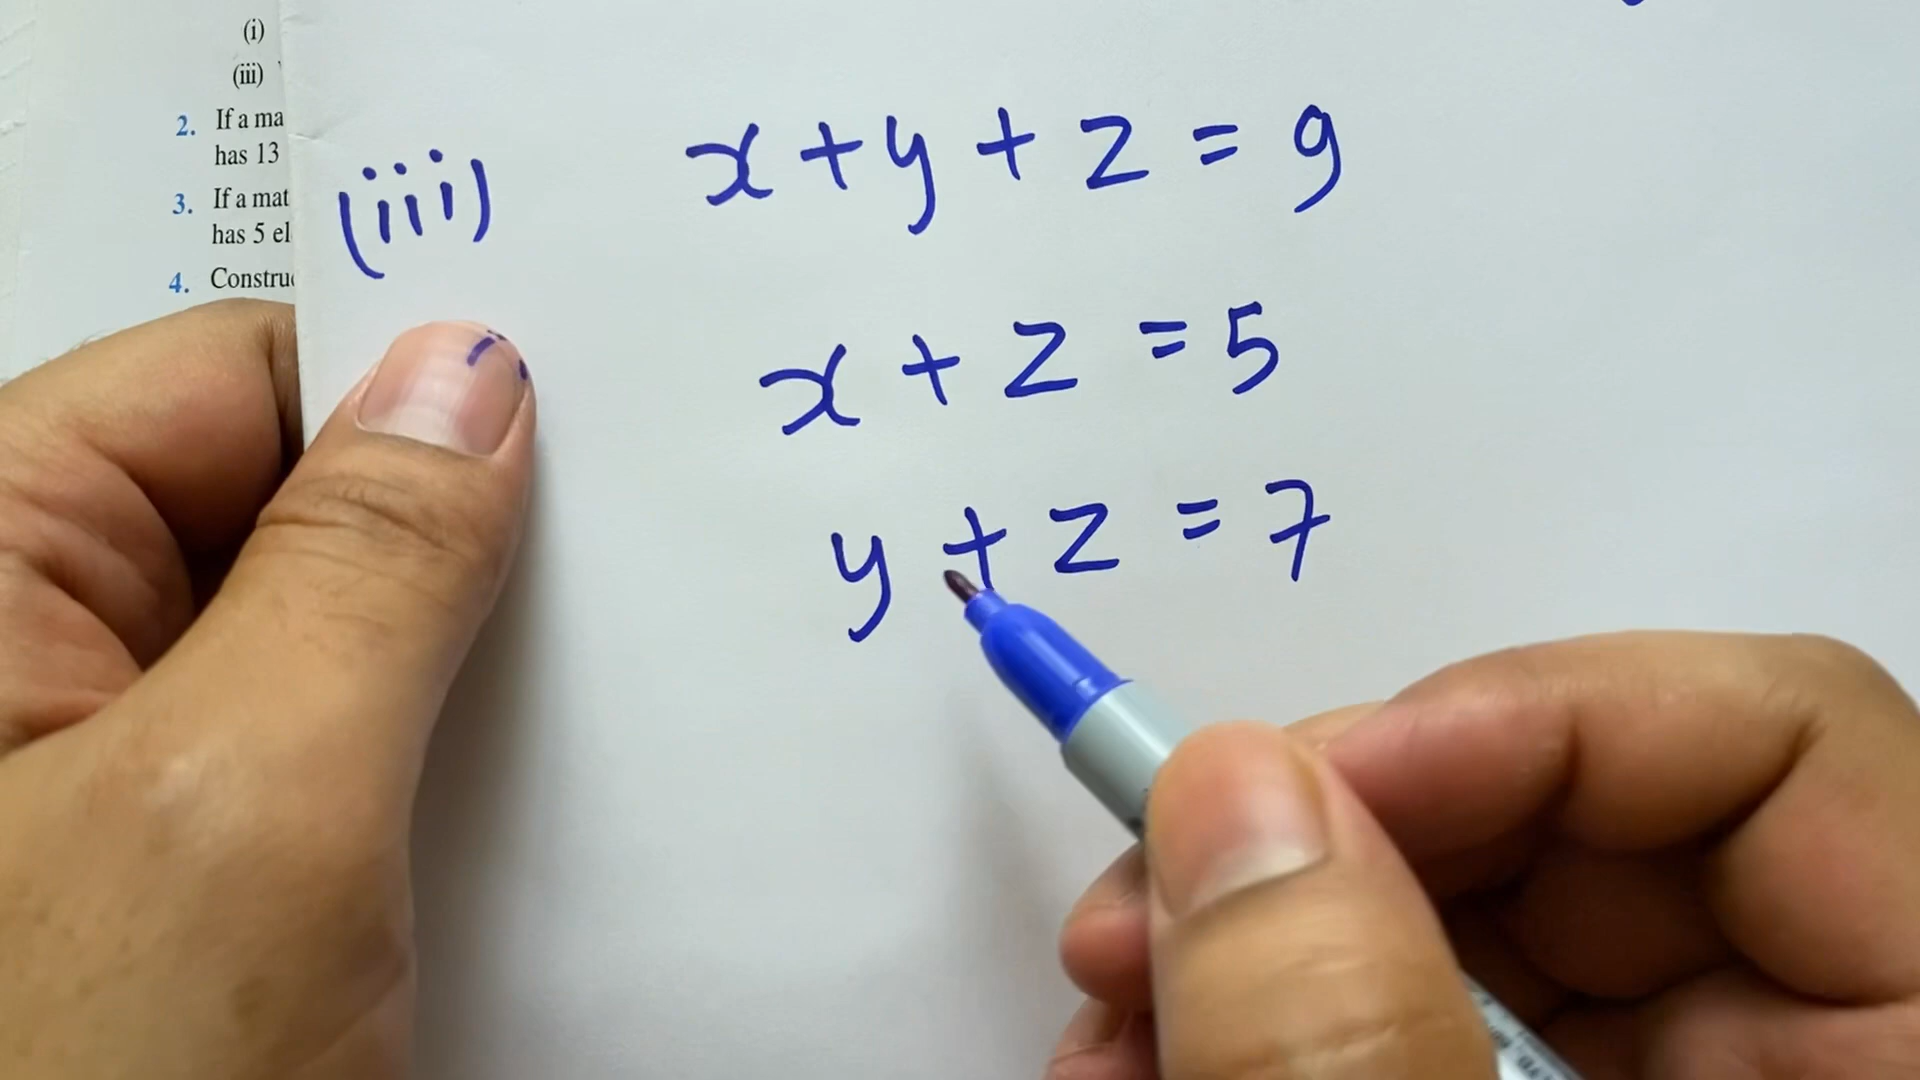 (i)
(iii)
2. If a ma
has 13
3. If a mat
has 5 el
4. Constru
(iii) x + y + z = 9
x + z = 5
y + z = 7